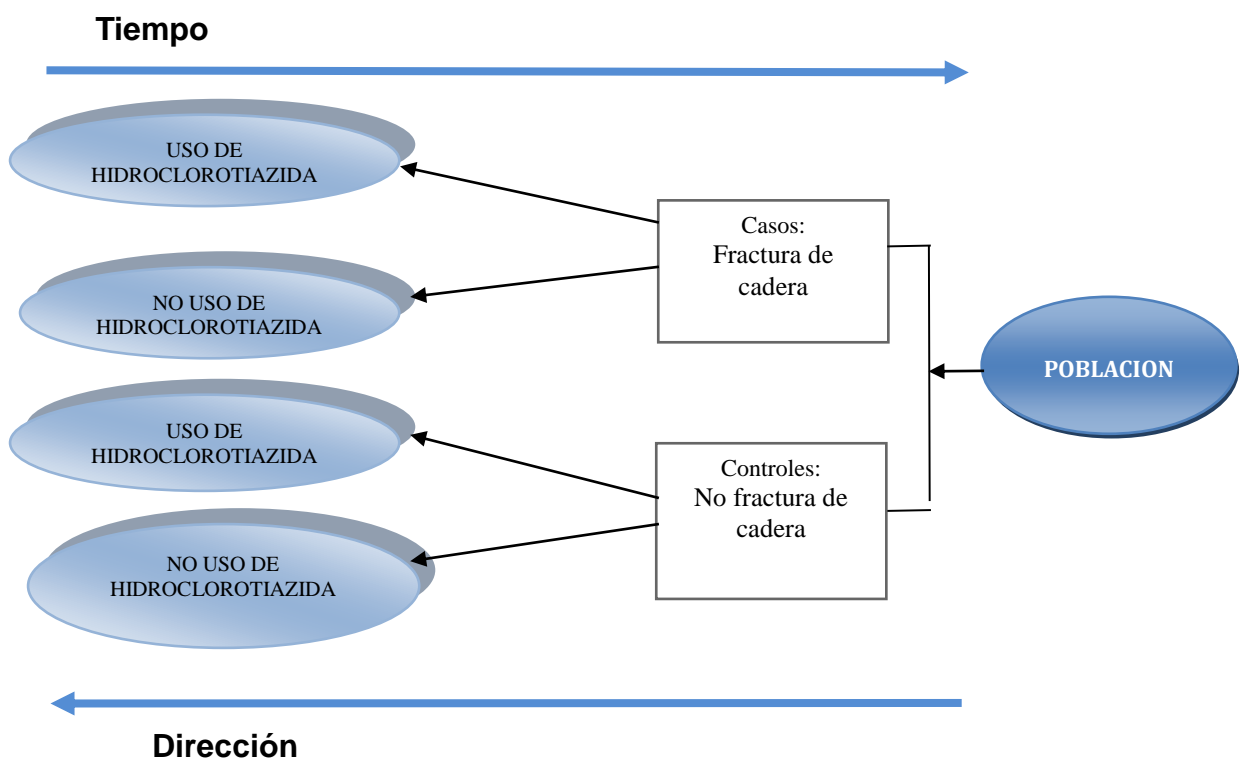 Tiempo
USO DE
HIDROCLOROTIAZIDA
NO USO DE
HIDROCLOROTIAZIDA
USO DE
HIDROCLOROTIAZIDA
NO USO DE
HIDROCLOROTIAZIDA
Casos:
Fractura de
cadera
Controles:
No fractura de
cadera
POBLACION
Dirección